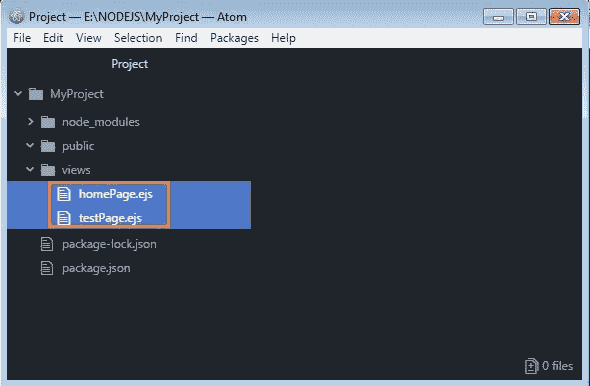 Project — E:\NODEJS\MyProject — Atom
File Edit View Selection Find Packages Help
Project
MyProject
node_modules
public
views
homePage.ejs
testPage.ejs
package-lock.json
package.json
0 files